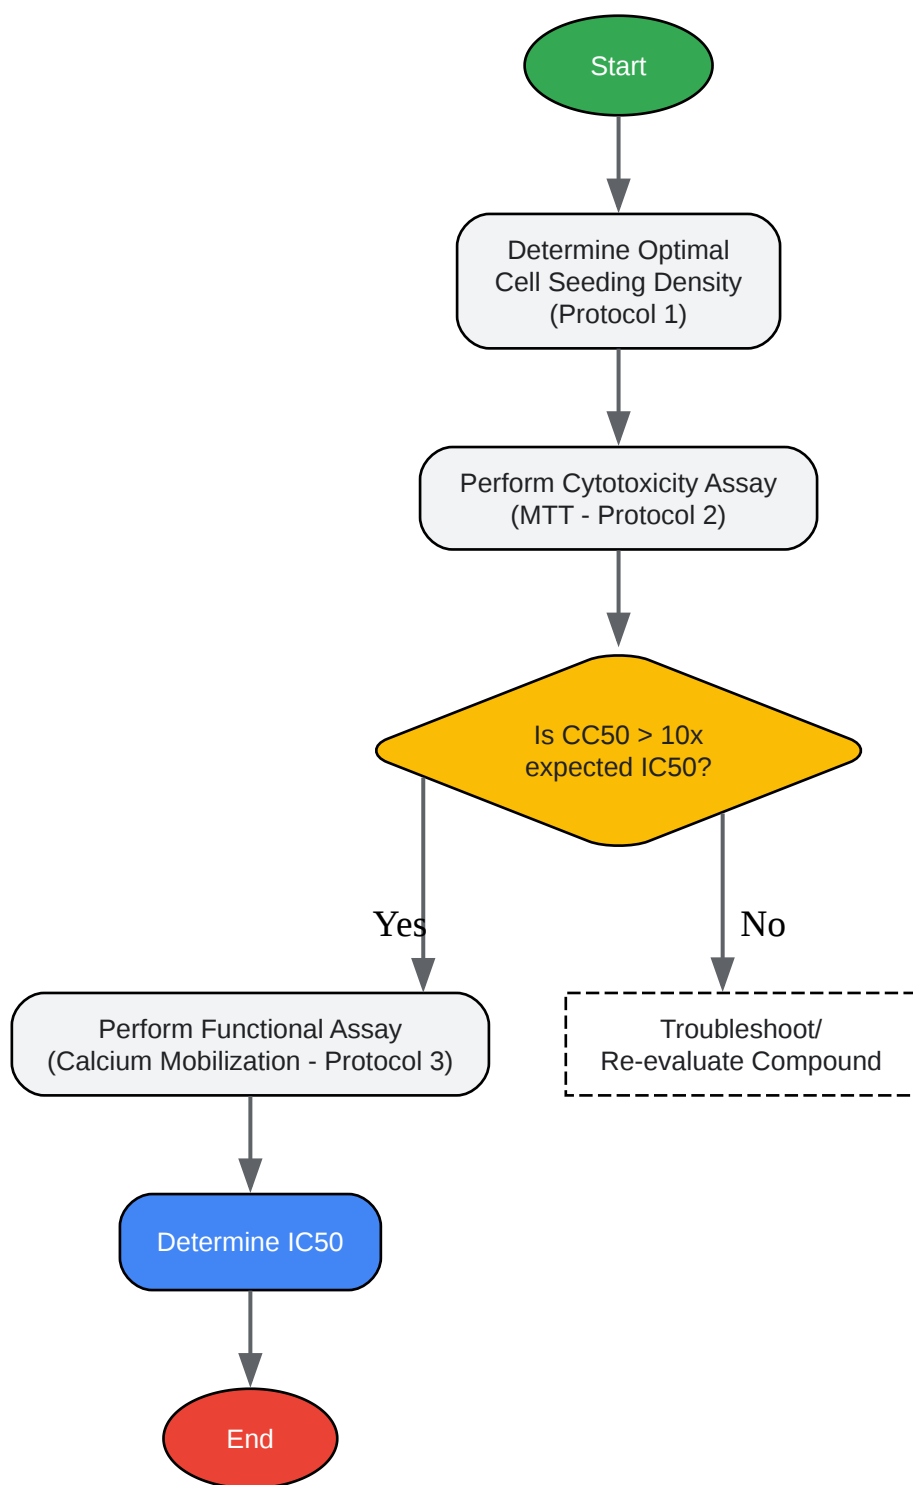 Start
Determine Optimal
Cell Seeding Density
(Protocol 1)
Perform Cytotoxicity Assay
(MTT - Protocol 2)
Is CC50 > 10x
expected IC50?
Yes
No
Perform Functional Assay
(Calcium Mobilization - Protocol 3)
Troubleshoot/
Re-evaluate Compound
Determine IC50
End